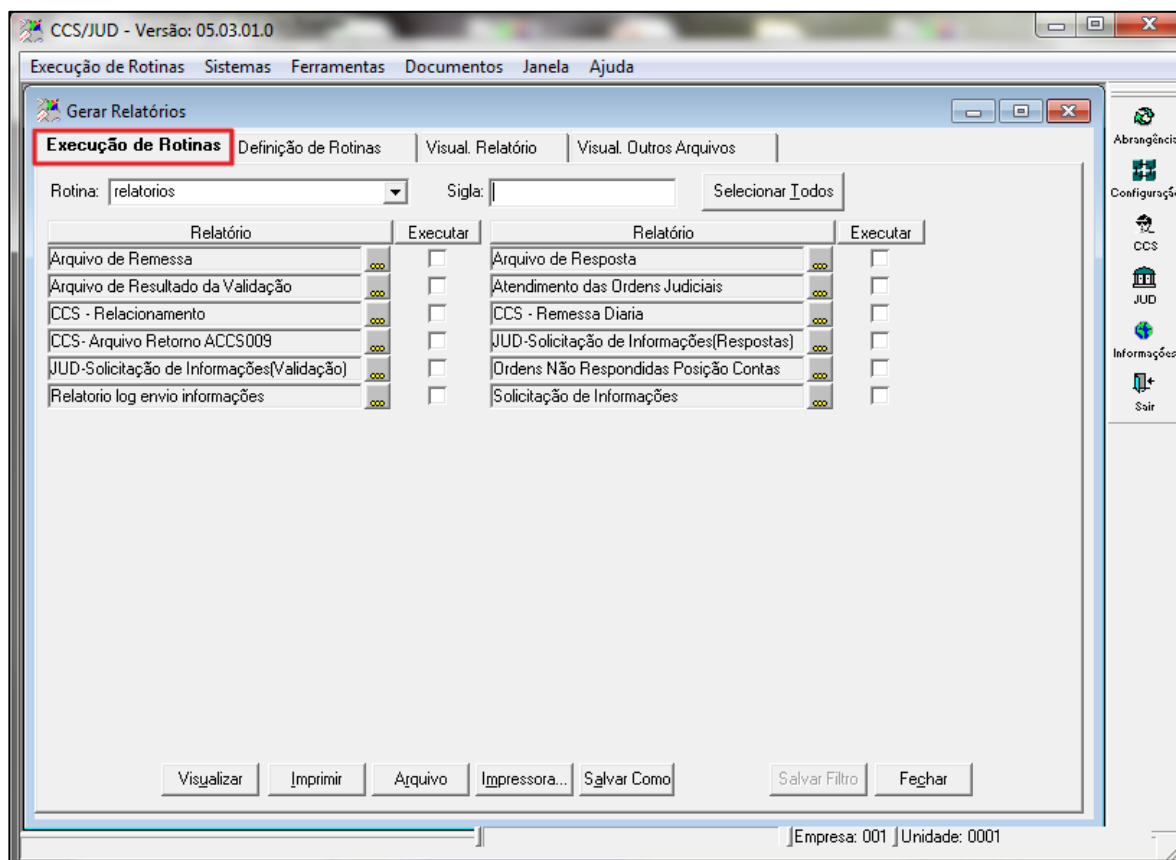 CCS/JUD - Versão: 05.03.01.0
Execução de Rotinas Sistemas Ferramentas Documentos Janela Ajuda
Gerar Relatórios
Execução de Rotinas Definição de Rotinas Visual. Relatório Visual. Outros Arquivos
Rotina: relatorios Sigla: Selecionar Todos
Relatório Executar Relatório Executar
Arquivo de Remessa Arquivo de Resposta
Arquivo de Resultado da Validação Atendimento das Ordens Judiciais
CCS - Relacionamento CCS - Remessa Diaria
CCS- Arquivo Retorno ACCS009 JUD-Solicitação de Informações(Respostas)
JUD-Solicitação de Informações(Validação) Ordens Não Respondidas Posição Contas
Relatorio log envio informações Solicitação de Informações
Visualizar Imprimir Arquivo Impressora... Salvar Como Salvar Filtro Fechar
Abrangência
Configuraçõ
CCS
JUD
Informações
Sair
Empresa: 001 Unidade: 0001